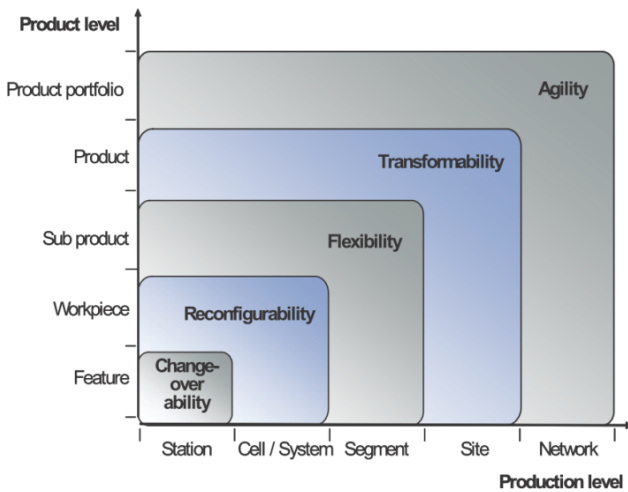 Product level
Product portfolio
Agility
Product
Transformability
Sub product
Flexibility
Workpiece
Reconfigurability
Feature
Change-
over
ability
Station
Cell / System
Segment
Site
Network
Production level